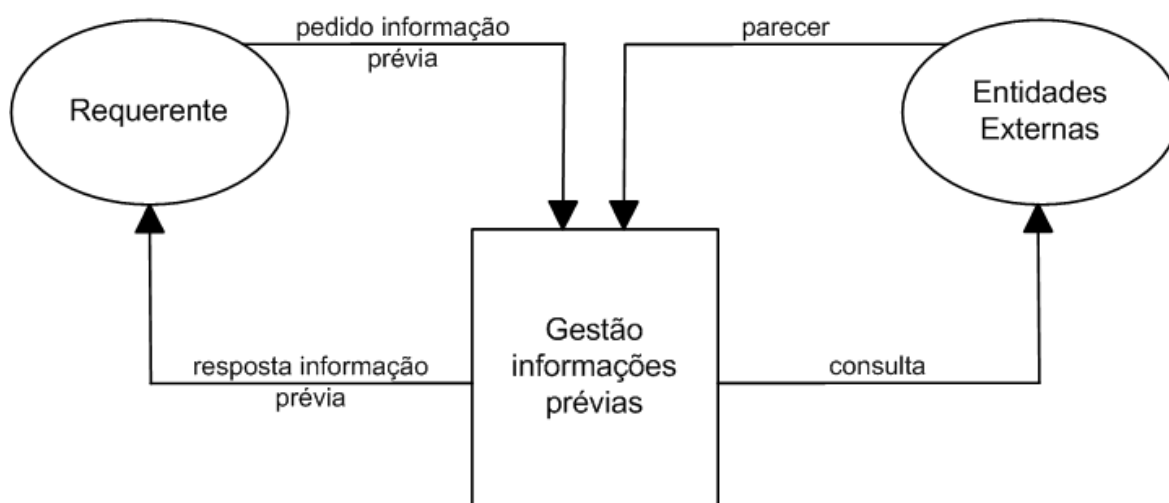 pedido informação
prévia
parecer
Requerente
Entidades
Externas
Gestão
informações
prévias
resposta informação
prévia
consulta